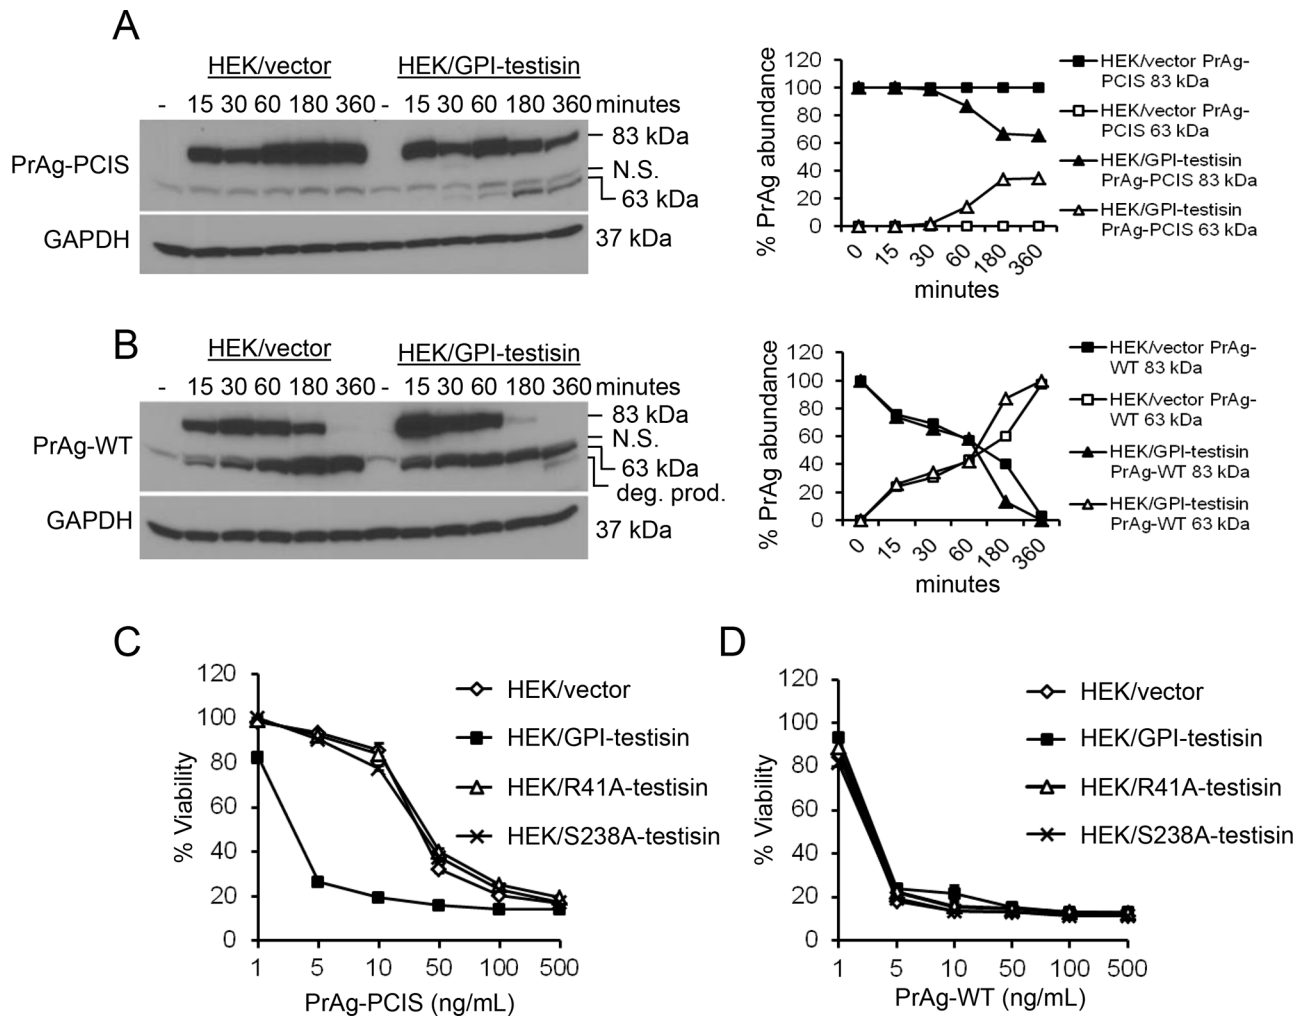 A
HEK/vector
HEK/GPI-testisin
- 15 30 60 180 360 - 15 30 60 180 360 minutes
PrAg-PCIS
83 kDa
N.S.
63 kDa
GAPDH
37 kDa
% PrAg abundance
120
100
80
60
40
20
0
0 15 30 60 180 360
minutes
HEK/vector PrAg-
PCIS 83 kDa
HEK/vector PrAg-
PCIS 63 kDa
HEK/GPI-testisin
PrAg-PCIS 83 kDa
HEK/GPI-testisin
PrAg-PCIS 63 kDa
B
HEK/vector
HEK/GPI-testisin
- 15 30 60 180 360 - 15 30 60 180 360 minutes
PrAg-WT
83 kDa
N.S.
63 kDa
deg. prod.
GAPDH
37 kDa
% PrAg abundance
120
100
80
60
40
20
0
0 15 30 60 180 360
minutes
HEK/vector PrAg-
WT 83 kDa
HEK/vector PrAg-
WT 63 kDa
HEK/GPI-testisin
PrAg-WT 83 kDa
HEK/GPI-testisin
PrAg-WT 63 kDa
C
% Viability
120
100
80
60
40
20
0
1 5 10 50 100 500
PrAg-PCIS (ng/mL)
HEK/vector
HEK/GPI-testisin
HEK/R41A-testisin
HEK/S238A-testisin
D
% Viability
120
100
80
60
40
20
0
1 5 10 50 100 500
PrAg-WT (ng/mL)
HEK/vector
HEK/GPI-testisin
HEK/R41A-testisin
HEK/S238A-testisin